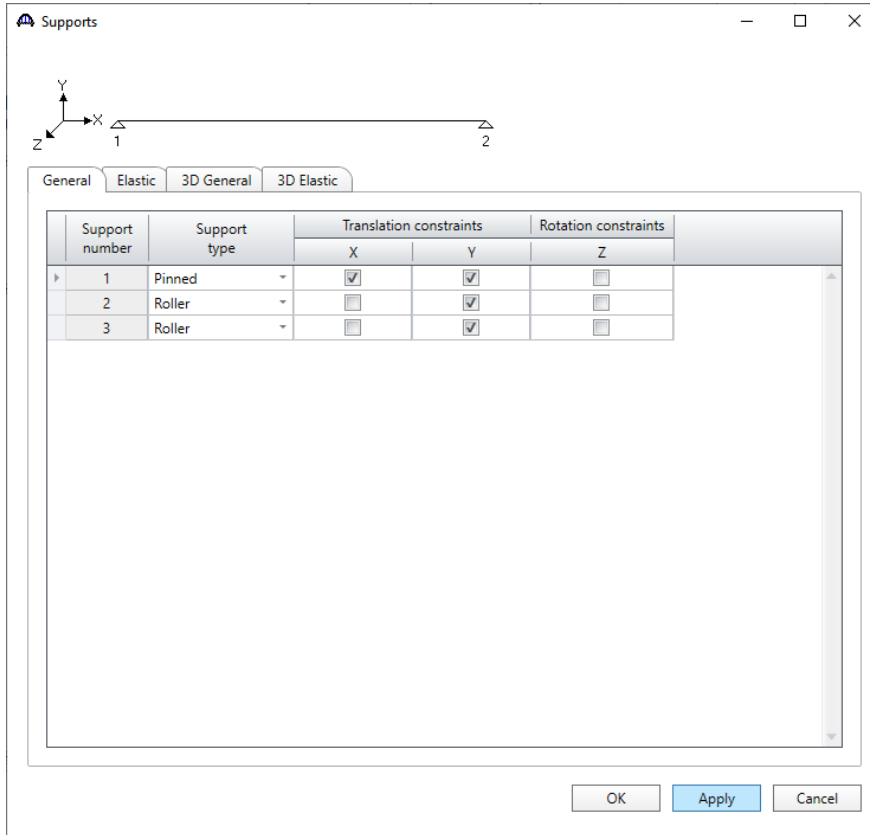 Supports
Y
X
Z
1
2
General Elastic 3D General 3D Elastic
Support number Support type Translation constraints Rotation constraints
X Y Z
1 Pinned
2 Roller
3 Roller
OK Apply Cancel